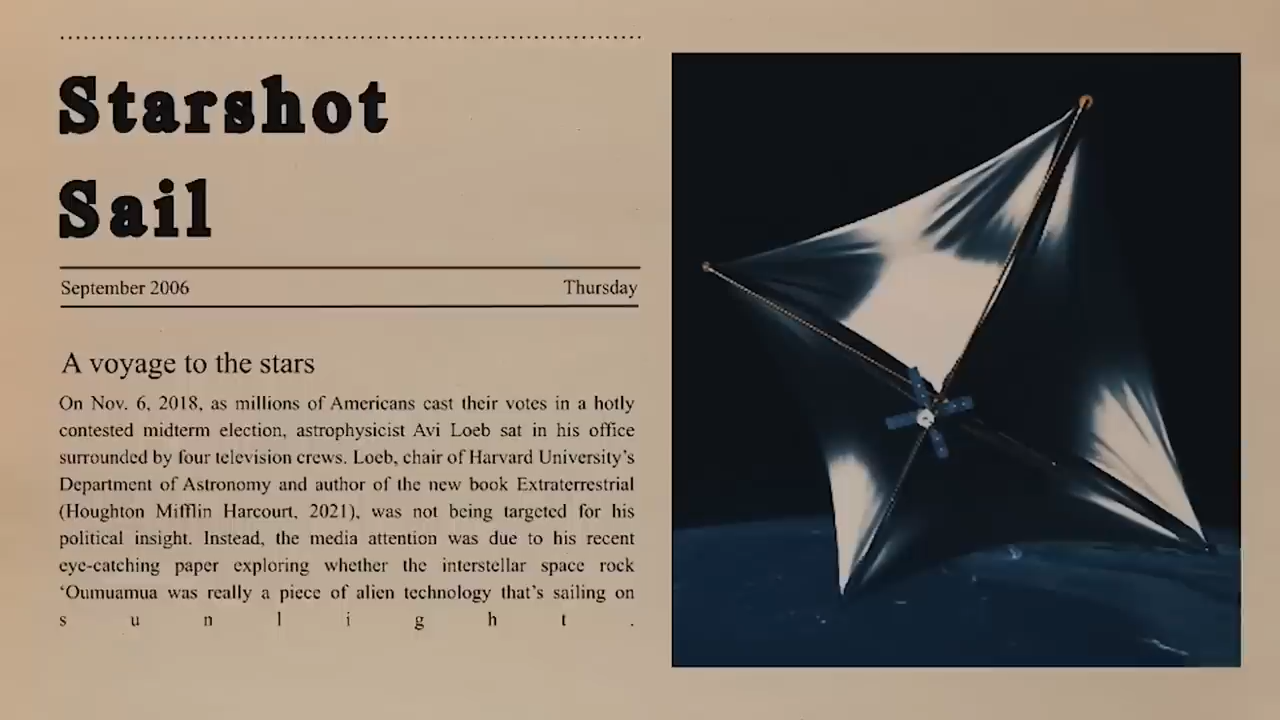 Starshot
Sail
September 2006 Thursday
A voyage to the stars
On Nov. 6, 2018, as millions of Americans cast their votes in a hotly
contested midterm election, astrophysicist Avi Loeb sat in his office
surrounded by four television crews. Loeb, chair of Harvard University’s
Department of Astronomy and author of the new book Extraterrestrial
(Houghton Mifflin Harcourt, 2021), was not being targeted for his
political insight. Instead, the media attention was due to his recent
eye-catching paper exploring whether the interstellar space rock
‘Oumuamua was really a piece of alien technology that’s sailing on
s u n l i g h t .